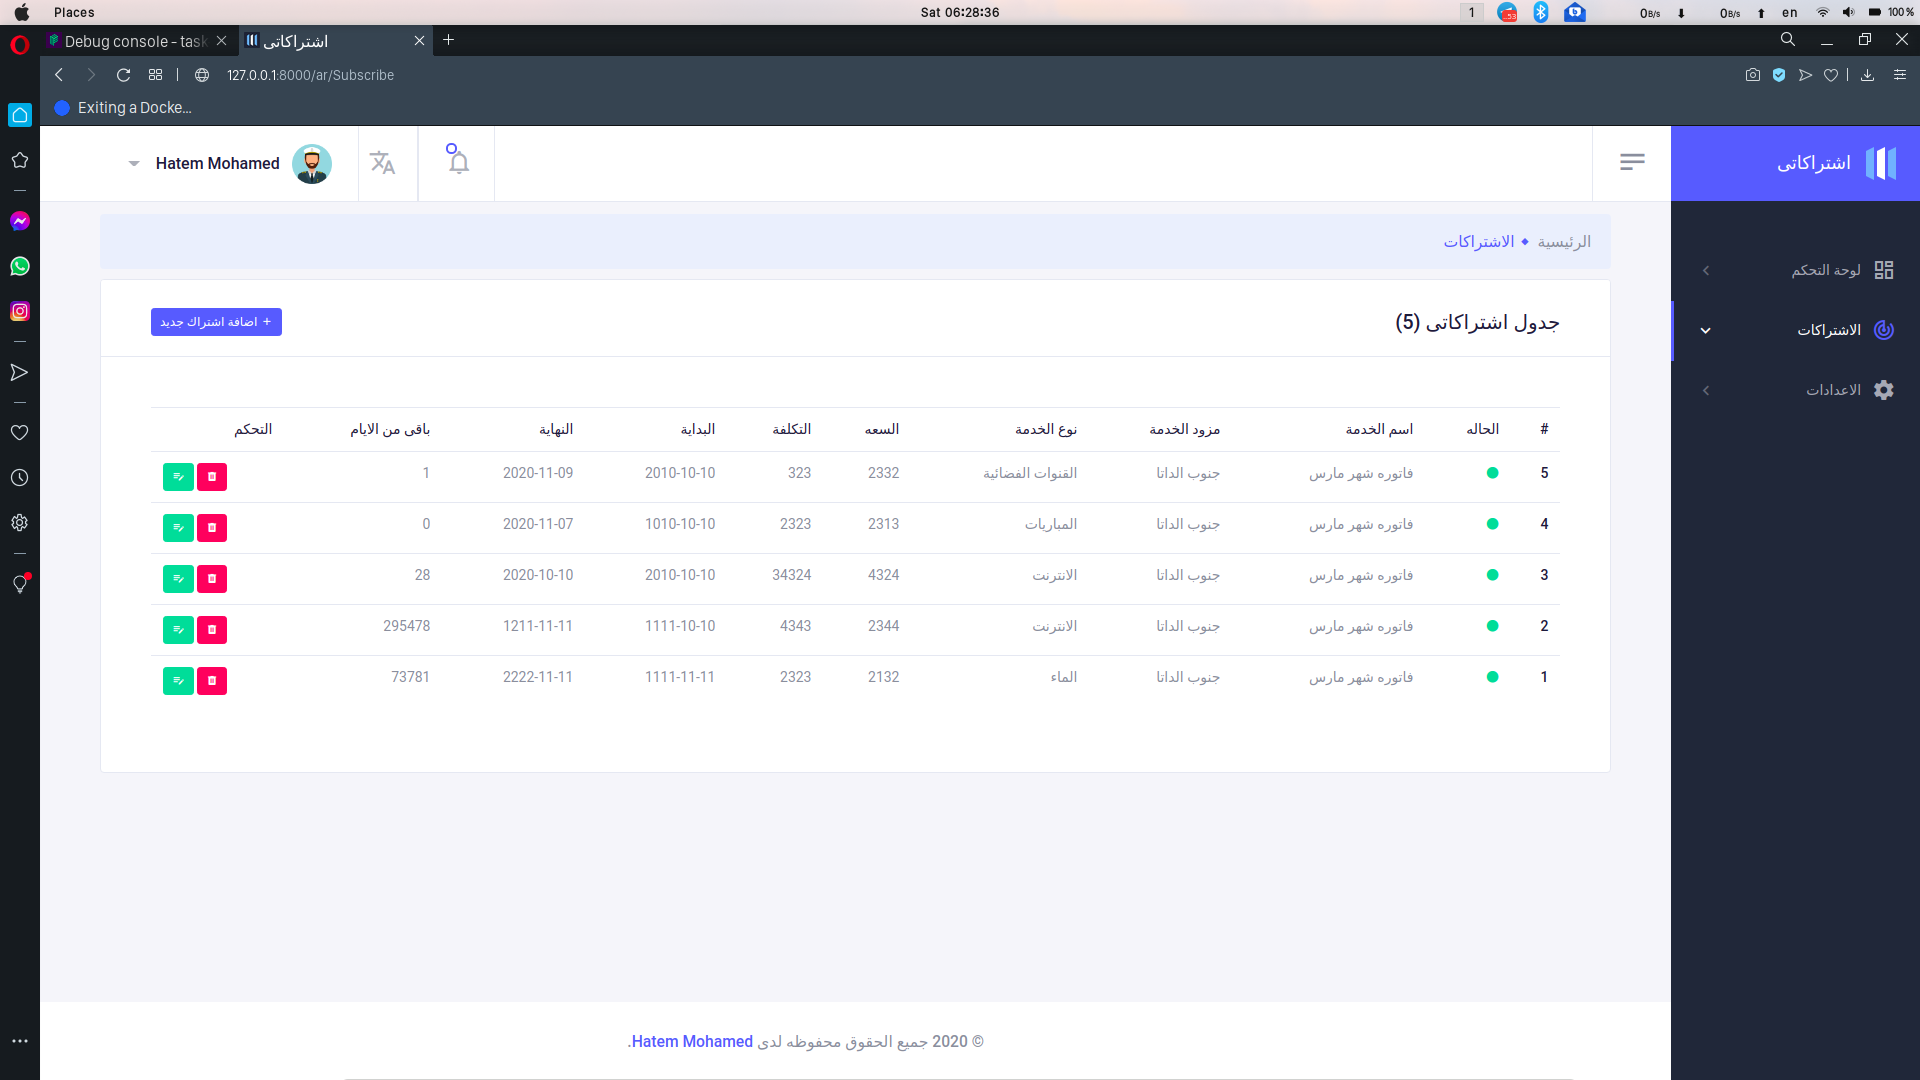 Places
Sat 06:28:36
1
.53
0B/s
0B/s
en
100%
Debug console - task
اشتراكاتى
127.0.0.1:8000/ar/Subscribe
Exiting a Docke...
اشتراكاتى
Hatem Mohamed
لوحة التحكم
الاشتراكات
الاعدادات
الرئيسية ◆ الاشتراكات
جدول اشتراكاتى (5)
+ اضافة اشتراك جديد
# الحاله اسم الخدمة مزود الخدمة نوع الخدمة السعه التكلفة البداية النهاية باقى من الايام التحكم
5 فاتوره شهر مارس جنوب الداتا القنوات الفضائية 2332 323 2010-10-10 2020-11-09 1
4 فاتوره شهر مارس جنوب الداتا المباريات 2313 2323 1010-10-10 2020-11-07 0
3 فاتوره شهر مارس جنوب الداتا الانترنت 4324 34324 2010-10-10 2020-10-10 28
2 فاتوره شهر مارس جنوب الداتا الانترنت 2344 4343 1111-10-10 1211-11-11 295478
1 فاتوره شهر مارس جنوب الداتا الماء 2132 2323 1111-11-11 2222-11-11 73781
© 2020 جميع الحقوق محفوظه لدى Hatem Mohamed.